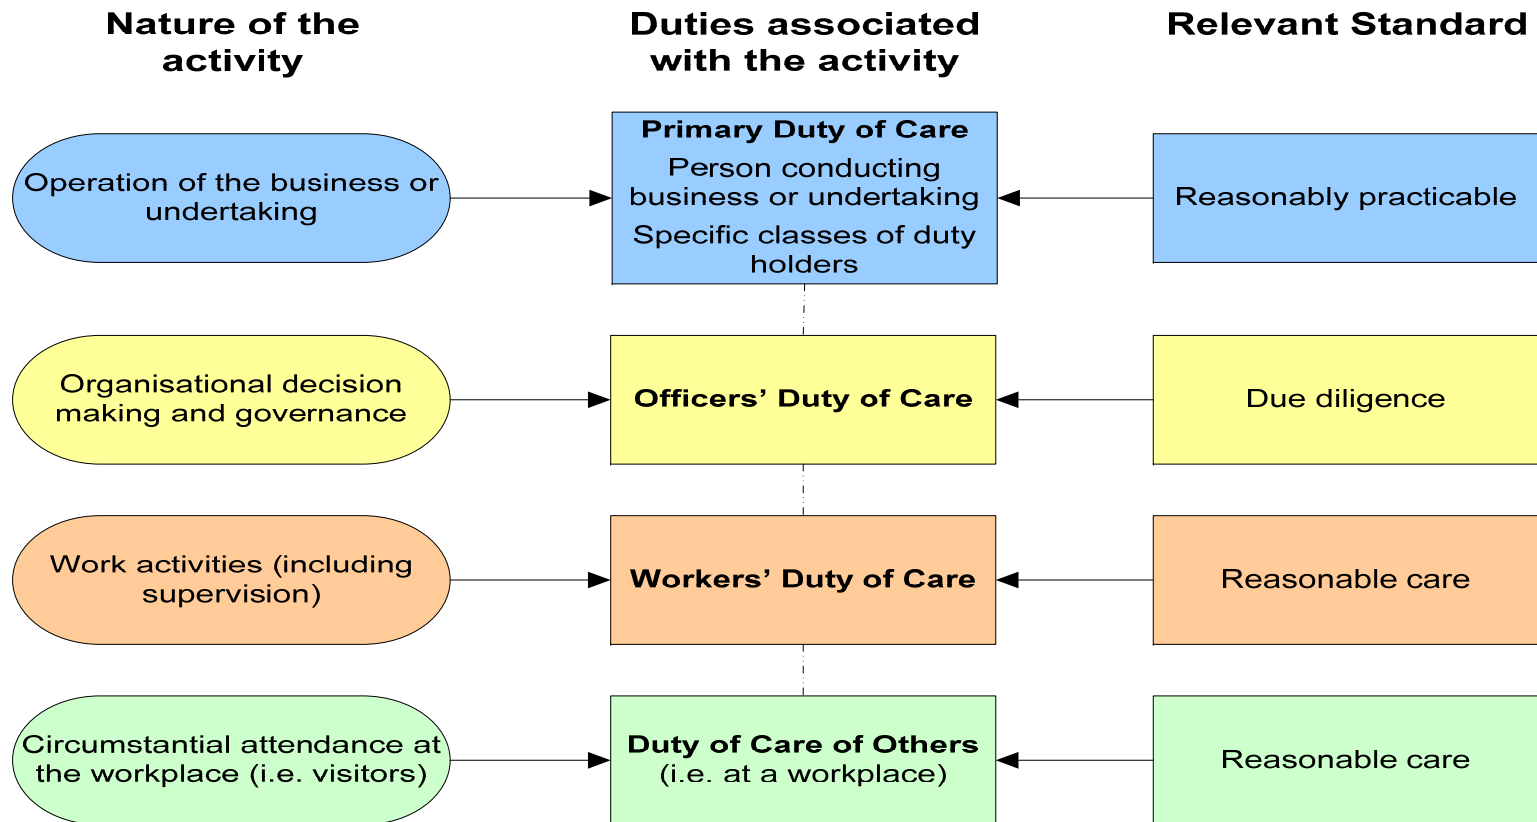 Nature of the
activity
Duties associated
with the activity
Relevant Standard
Operation of the business or
undertaking
Primary Duty of Care
Person conducting
business or undertaking
Specific classes of duty
holders
Reasonably practicable
Organisational decision
making and governance
Officers’ Duty of Care
Due diligence
Work activities (including
supervision)
Workers’ Duty of Care
Reasonable care
Circumstantial attendance at
the workplace (i.e. visitors)
Duty of Care of Others
(i.e. at a workplace)
Reasonable care